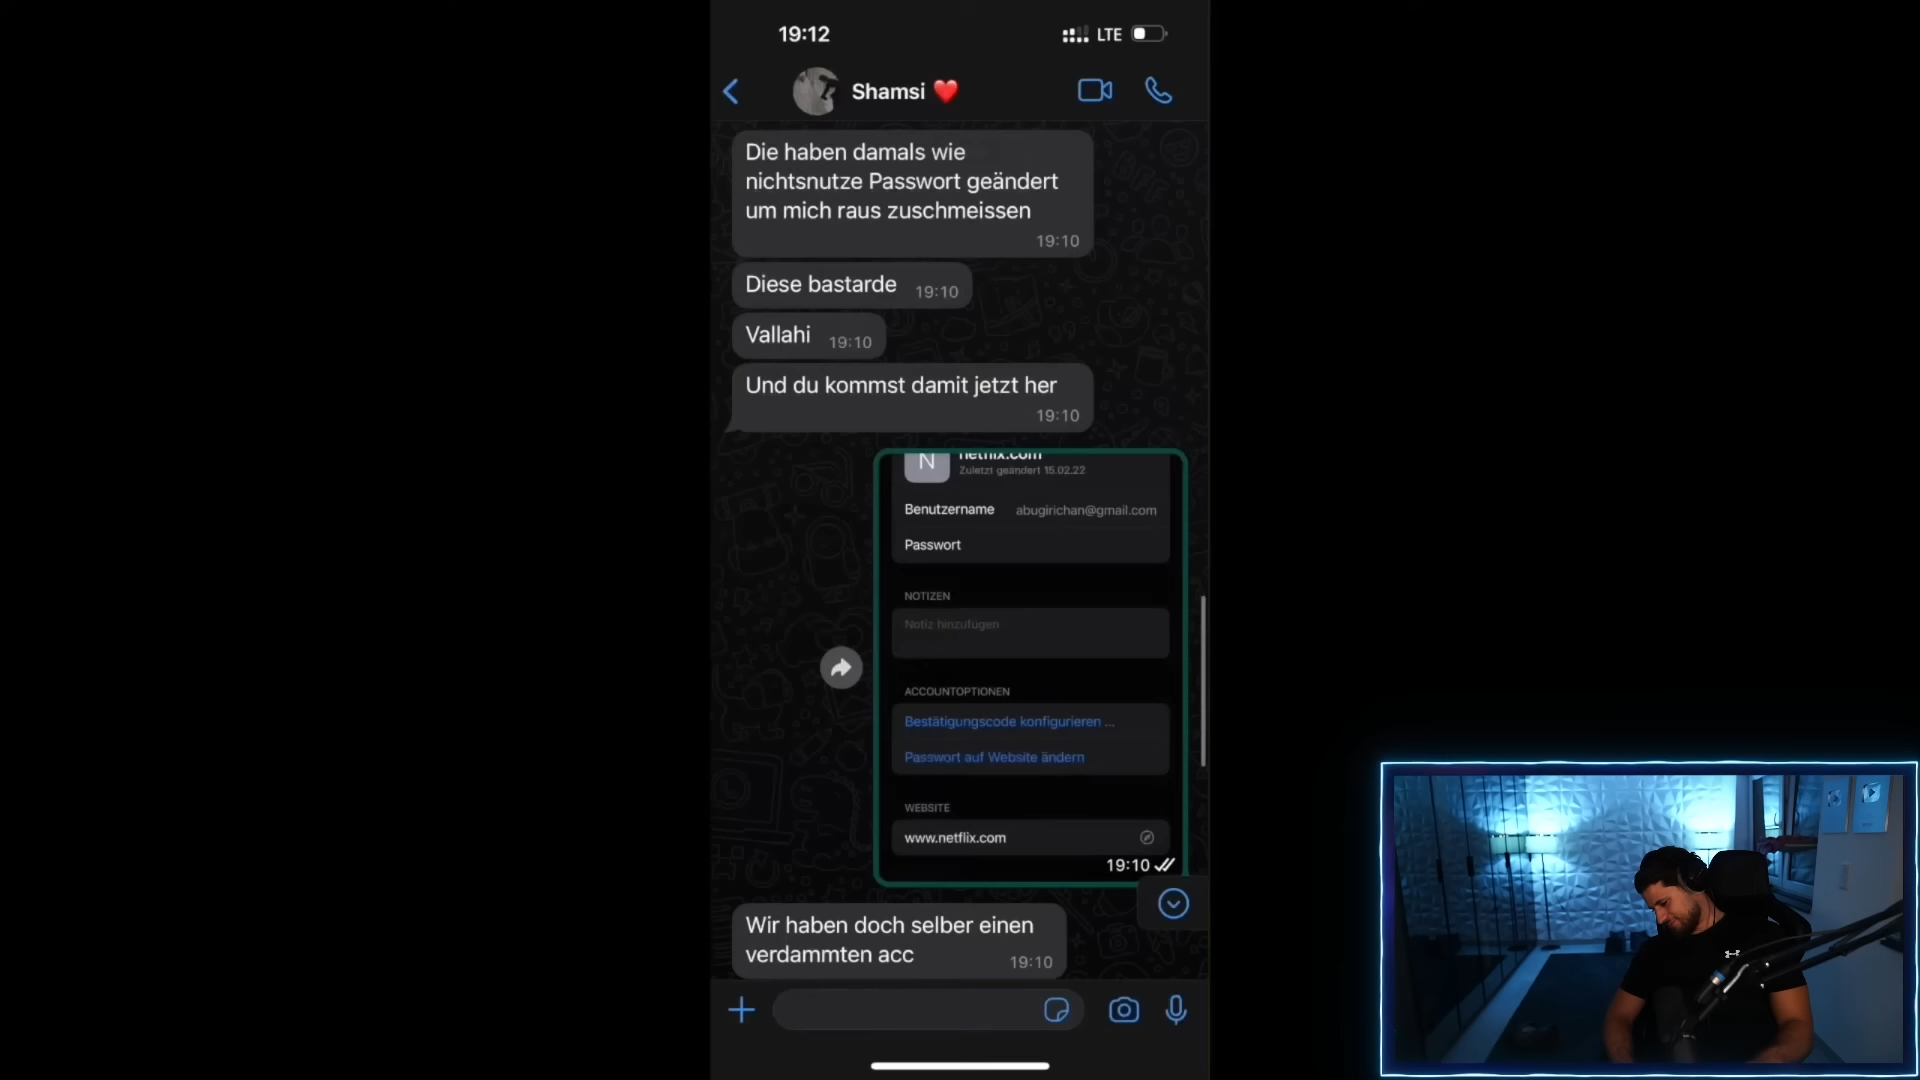 19:12
LTE
Shamsi
Die haben damals wie
nichtsnutze Passwort geändert
um mich raus zuschmeissen
19:10
Diese bastarde
19:10
Vallahi
19:10
Und du kommst damit jetzt her
19:10
N
netflix.com
Zuletzt geändert 15.02.22
Benutzername
abugirichan@gmail.com
Passwort
NOTIZEN
Notiz hinzufügen
ACCOUNTOPTIONEN
Bestätigungscode konfigurieren ...
Passwort auf Website ändern
WEBSITE
www.netflix.com
19:10
Wir haben doch selber einen
verdammten acc
19:10